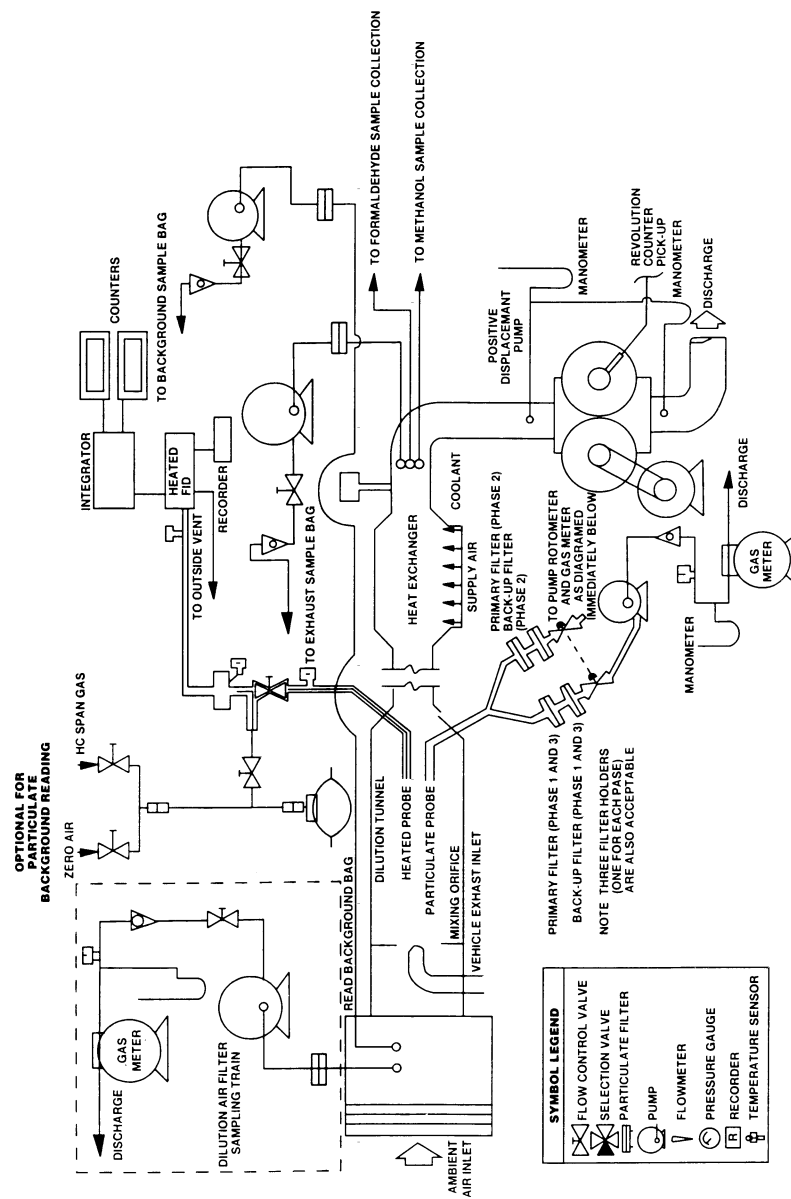 OPTIONAL FOR
PARTICULATE
BACKGROUND READING
ZERO AIR
HC SPAN GAS
INTEGRATOR
COUNTERS
HEATED
FID
RECORDER
TO OUTSIDE VENT
TO BACKGROUND SAMPLE BAG
TO EXHAUST SAMPLE BAG
DISCHARGE
GAS
METER
DILUTION AIR FILTER
SAMPLING TRAIN
READ BACKGROUND BAG
TO FORMALDEHYDE SAMPLE COLLECTION
TO METHANOL SAMPLE COLLECTION
DILUTION TUNNEL
HEATED PROBE
PARTICULATE PROBE
MIXING ORIFICE
VEHICLE EXHAST INLET
AMBIENT
AIR INLET
HEAT EXCHANGER
SUPPLY AIR
COOLANT
POSITIVE
DISPLACEMANT
PUMP
MANOMETER
REVOLUTION
COUNTER
PICK-UP
MANOMETER
DISCHARGE
PRIMARY FILTER (PHASE 2)
BACK-UP FILTER
(PHASE 2)
TO PUMP ROTOMETER
AND GAS METER
AS DIAGRAMED
IMMEDIATELY BELOW
PRIMARY FILTER (PHASE 1 AND 3)
BACK-UP FILTER (PHASE 1 AND 3)
NOTE THREE FILTER HOLDERS
(ONE FOR EACH PASE)
ARE ALSO ACCEPTABLE
MANOMETER
DISCHARGE
GAS
METER
SYMBOL LEGEND
FLOW CONTROL VALVE
SELECTION VALVE
PARTICULATE FILTER
PUMP
FLOWMETER
PRESSURE GAUGE
R RECORDER
TEMPERATURE SENSOR